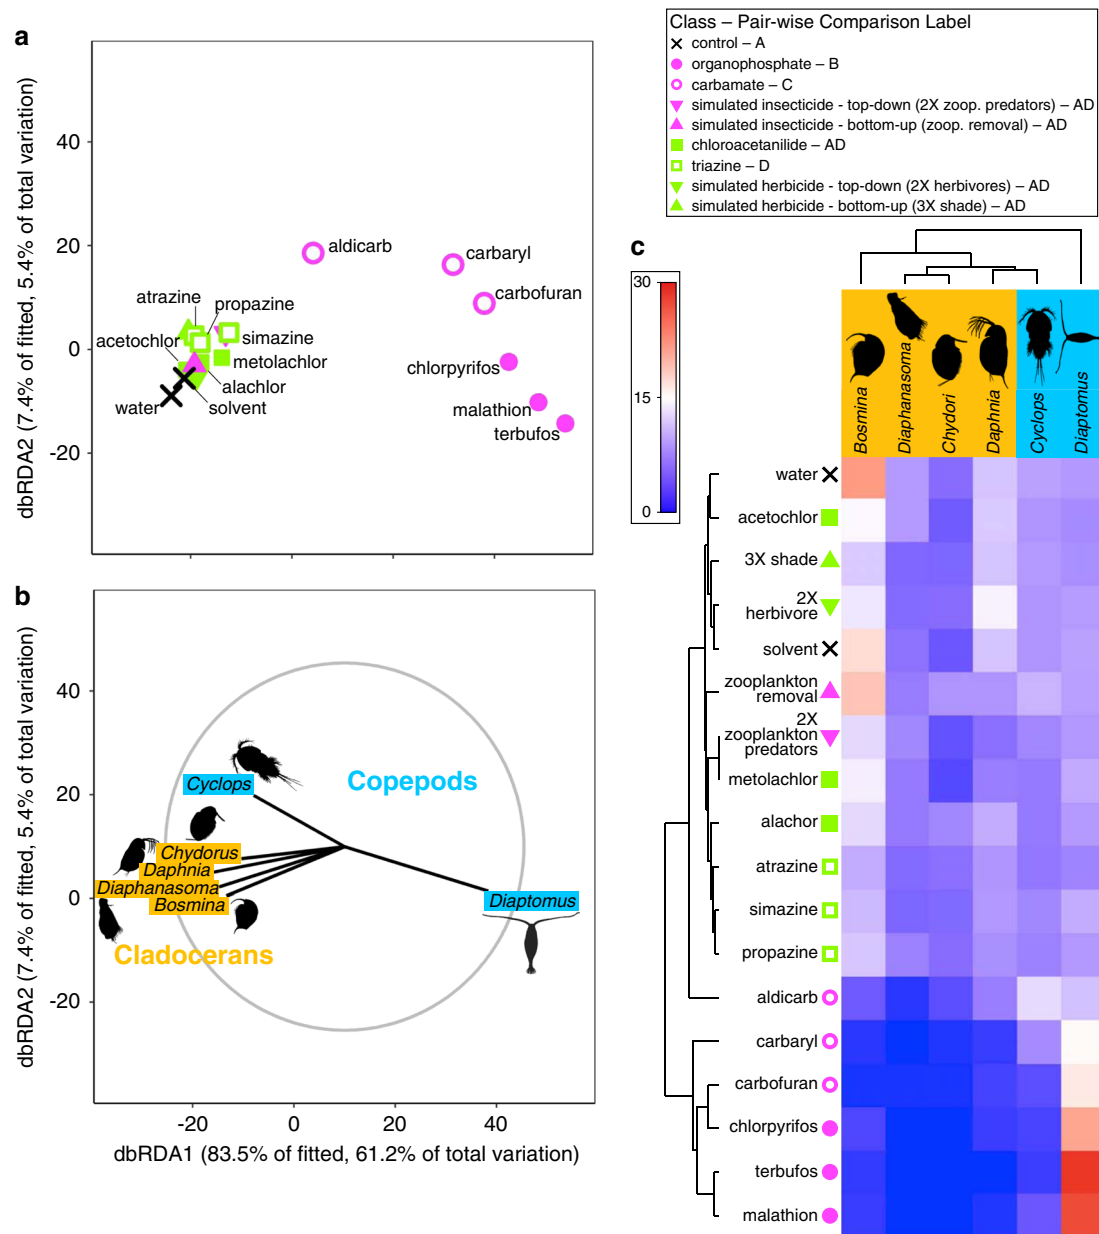 a
dbRDA2 (7.4% of fitted, 5.4% of total variation)
40
20
0
-20
aldicarb
carbaryl
carbofuran
chlorpyrifos
malathion
terbufos
atrazine
propazine
acetochlor
simazine
metolachlor
alachlor
water
solvent
Class – Pair-wise Comparison Label
control – A
organophosphate – B
carbamate – C
simulated insecticide - top-down (2X zoop. predators) – AD
simulated insecticide - bottom-up (zoop. removal) – AD
chloroacetanilide – AD
triazine – D
simulated herbicide - top-down (2X herbivores) – AD
simulated herbicide - bottom-up (3X shade) – AD
b
dbRDA2 (7.4% of fitted, 5.4% of total variation)
40
20
0
-20
Cyclops
Copepods
Chydorus
Daphnia
Diaphanasoma
Bosmina
Diaptomus
Cladocerans
-20
0
20
40
dbRDA1 (83.5% of fitted, 61.2% of total variation)
c
30
15
0
Bosmina
Diaphanasoma
Chydori
Daphnia
Cyclops
Diaptomus
water
acetochlor
3X shade
2X
herbivore
solvent
zooplankton
removal
2X
zooplankton
predators
metolachlor
alachor
atrazine
simazine
propazine
aldicarb
carbaryl
carbofuran
chlorpyrifos
terbufos
malathion